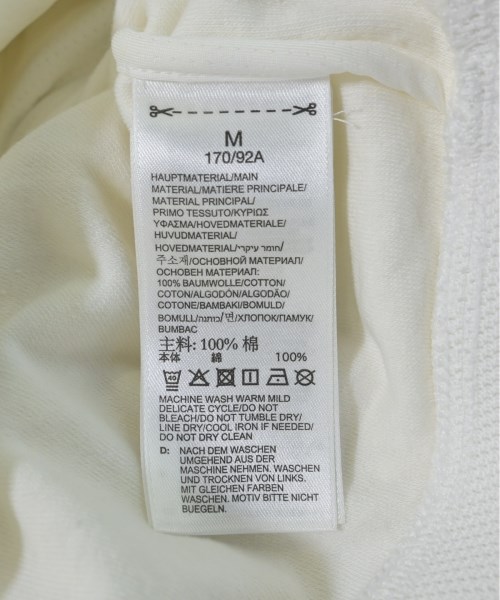 M
170/92A
HAUPTMATERIAL/MAIN
MATERIAL/MATIERE PRINCIPALE/
MATERIAL PRINCIPAL/
PRIMO TESSUTO/ΚΥΡΙΩΣ
ΥΦΑΣΜΑ/HOVEDMATERIALE/
HUVUDMATERIAL/
HOVEDMATERIAL/חומר עיקרי/
주소재/ОСНОВНОЙ МАТЕРИАЛ/
ОСНОВЕН МАТЕРИАЛ:
100% BAUMWOLLE/COTTON/
COTON/ALGODÓN/ALGODÃO/
COTONE/BAMBAKI/BOMULD/
BOMULL/כותנה/면/ХЛОПОК/ПАМУК/
BUMBAC
主料: 100% 棉
本体 綿 100%
40
MACHINE WASH WARM MILD
DELICATE CYCLE/DO NOT
BLEACH/DO NOT TUMBLE DRY/
LINE DRY/COOL IRON IF NEEDED/
DO NOT DRY CLEAN
D: NACH DEM WASCHEN
UMGEHEND AUS DER
MASCHINE NEHMEN. WASCHEN
UND TROCKNEN VON LINKS.
MIT GLEICHEN FARBEN
WASCHEN. MOTIV BITTE NICHT
BUEGELN.